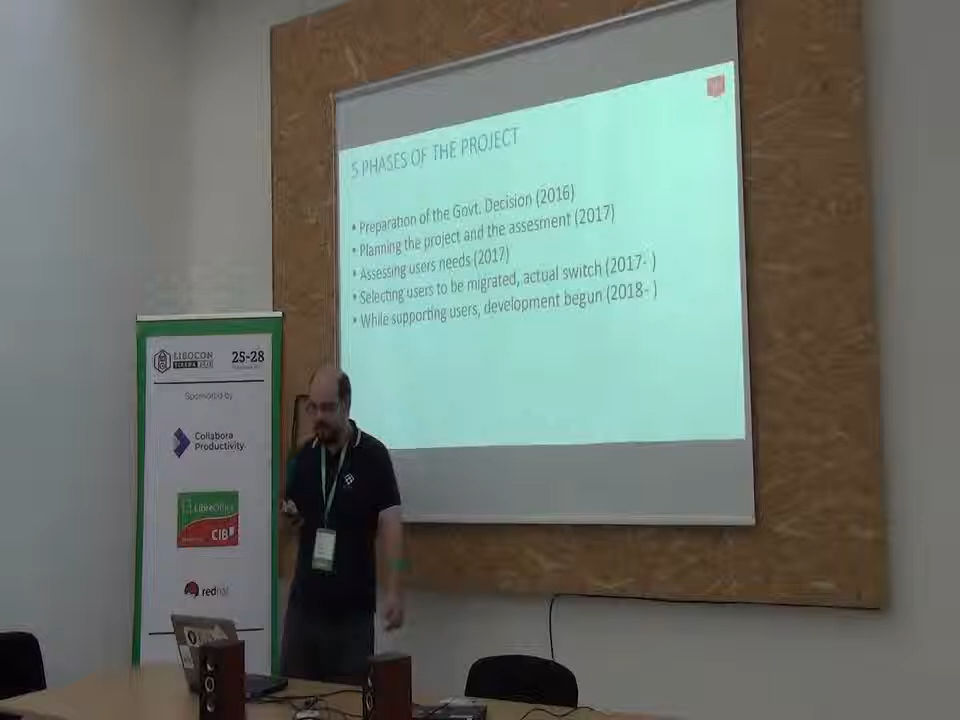 5 PHASES OF THE PROJECT
• Preparation of the Govt. Decision (2016)
• Planning the project and the assesment (2017)
• Assessing users needs (2017)
• Selecting users to be migrated, actual switch (2017- )
• While supporting users, development begun (2018- )
LIBOCON
TIRANA 2018
25-28
Sponsored by
Collabora
Productivity
LibreOffice
CIB
redhat